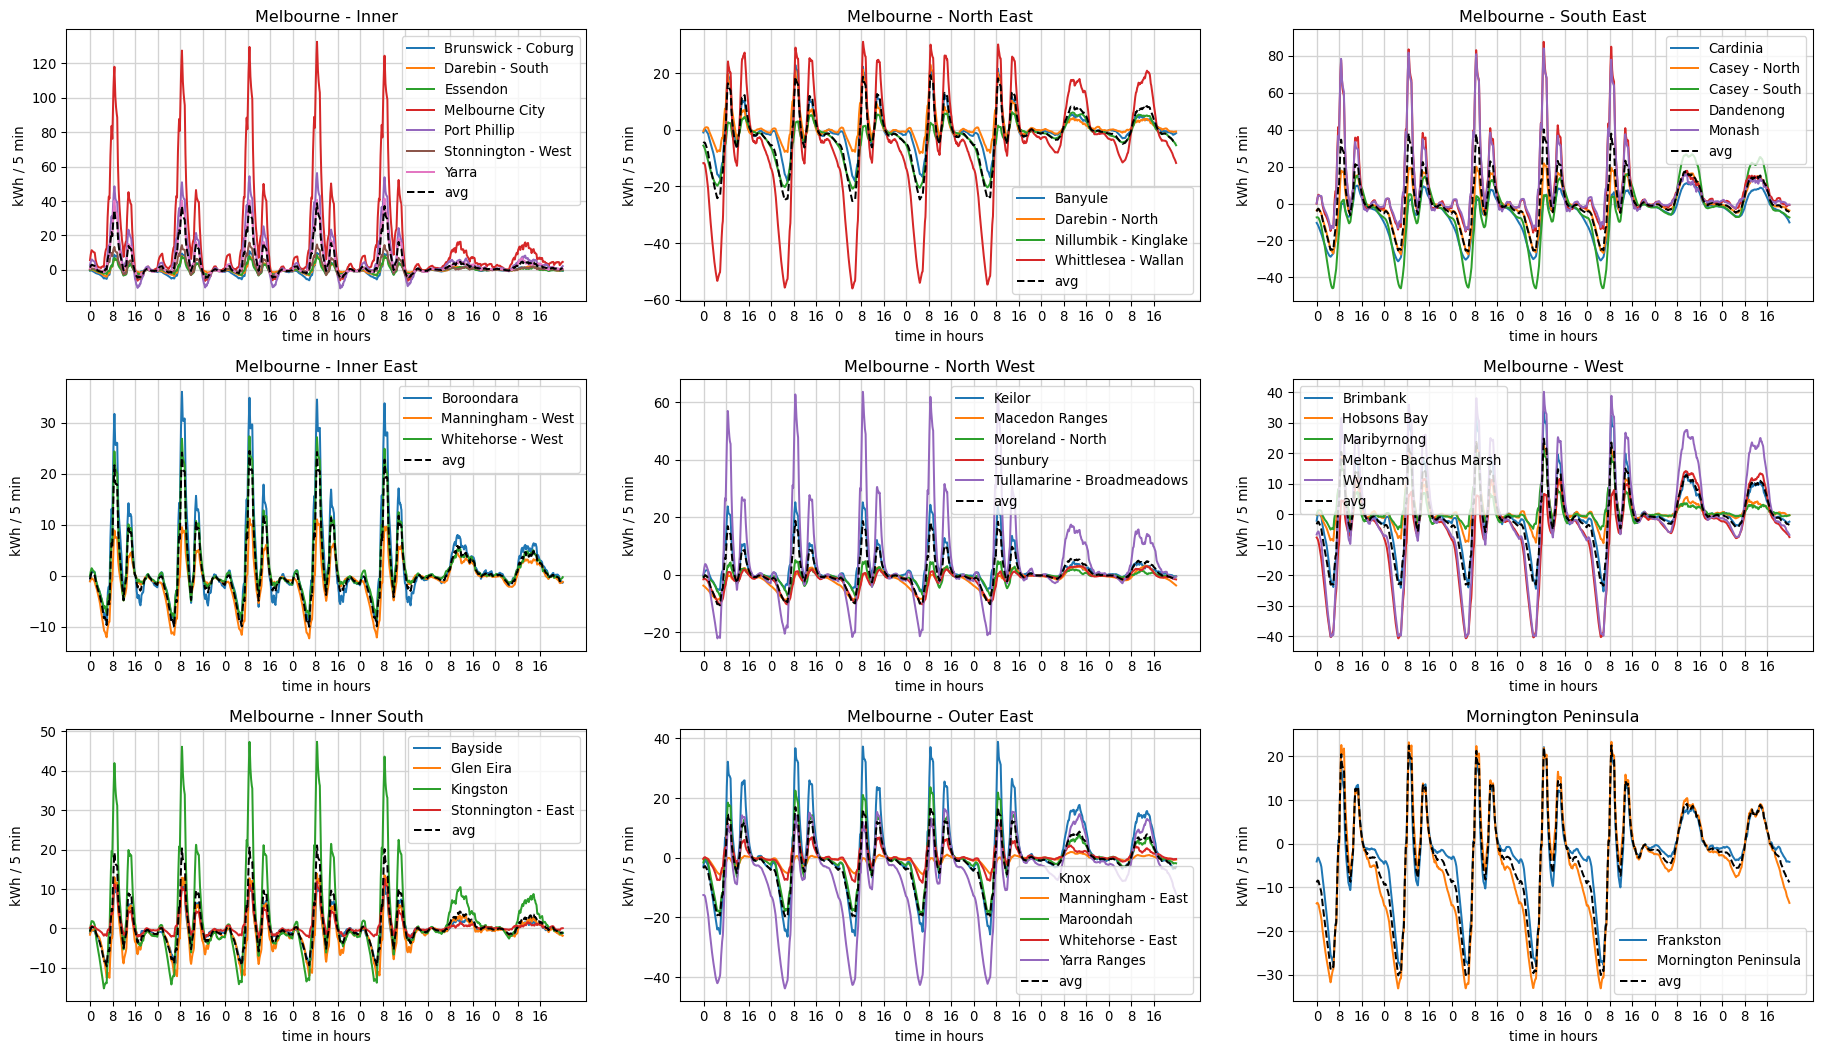 Melbourne - Inner
kWh / 5 min
120
100
80
60
40
20
0
Brunswick - Coburg
Darebin - South
Essendon
Melbourne City
Port Phillip
Stonnington - West
Yarra
avg
0 8 16 0 8 16 0 8 16 0 8 16 0 8 16 0 8 16 0 8 16
time in hours
Melbourne - North East
kWh / 5 min
20
0
−20
−40
−60
Banyule
Darebin - North
Nillumbik - Kinglake
Whittlesea - Wallan
avg
0 8 16 0 8 16 0 8 16 0 8 16 0 8 16 0 8 16 0 8 16
time in hours
Melbourne - South East
kWh / 5 min
80
60
40
20
0
−20
−40
Cardinia
Casey - North
Casey - South
Dandenong
Monash
avg
0 8 16 0 8 16 0 8 16 0 8 16 0 8 16 0 8 16 0 8 16
time in hours
Melbourne - Inner East
kWh / 5 min
30
20
10
0
−10
Boroondara
Manningham - West
Whitehorse - West
avg
0 8 16 0 8 16 0 8 16 0 8 16 0 8 16 0 8 16 0 8 16
time in hours
Melbourne - North West
kWh / 5 min
60
40
20
0
−20
Keilor
Macedon Ranges
Moreland - North
Sunbury
Tullamarine - Broadmeadows
avg
0 8 16 0 8 16 0 8 16 0 8 16 0 8 16 0 8 16 0 8 16
time in hours
Melbourne - West
kWh / 5 min
40
30
20
10
0
−10
−20
−30
−40
Brimbank
Hobsons Bay
Maribyrnong
Melton - Bacchus Marsh
Wyndham
avg
0 8 16 0 8 16 0 8 16 0 8 16 0 8 16 0 8 16 0 8 16
time in hours
Melbourne - Inner South
kWh / 5 min
50
40
30
20
10
0
−10
Bayside
Glen Eira
Kingston
Stonnington - East
avg
0 8 16 0 8 16 0 8 16 0 8 16 0 8 16 0 8 16 0 8 16
time in hours
Melbourne - Outer East
kWh / 5 min
40
20
0
−20
−40
Knox
Manningham - East
Maroondah
Whitehorse - East
Yarra Ranges
avg
0 8 16 0 8 16 0 8 16 0 8 16 0 8 16 0 8 16 0 8 16
time in hours
Mornington Peninsula
kWh / 5 min
20
10
0
−10
−20
−30
Frankston
Mornington Peninsula
avg
0 8 16 0 8 16 0 8 16 0 8 16 0 8 16 0 8 16 0 8 16
time in hours